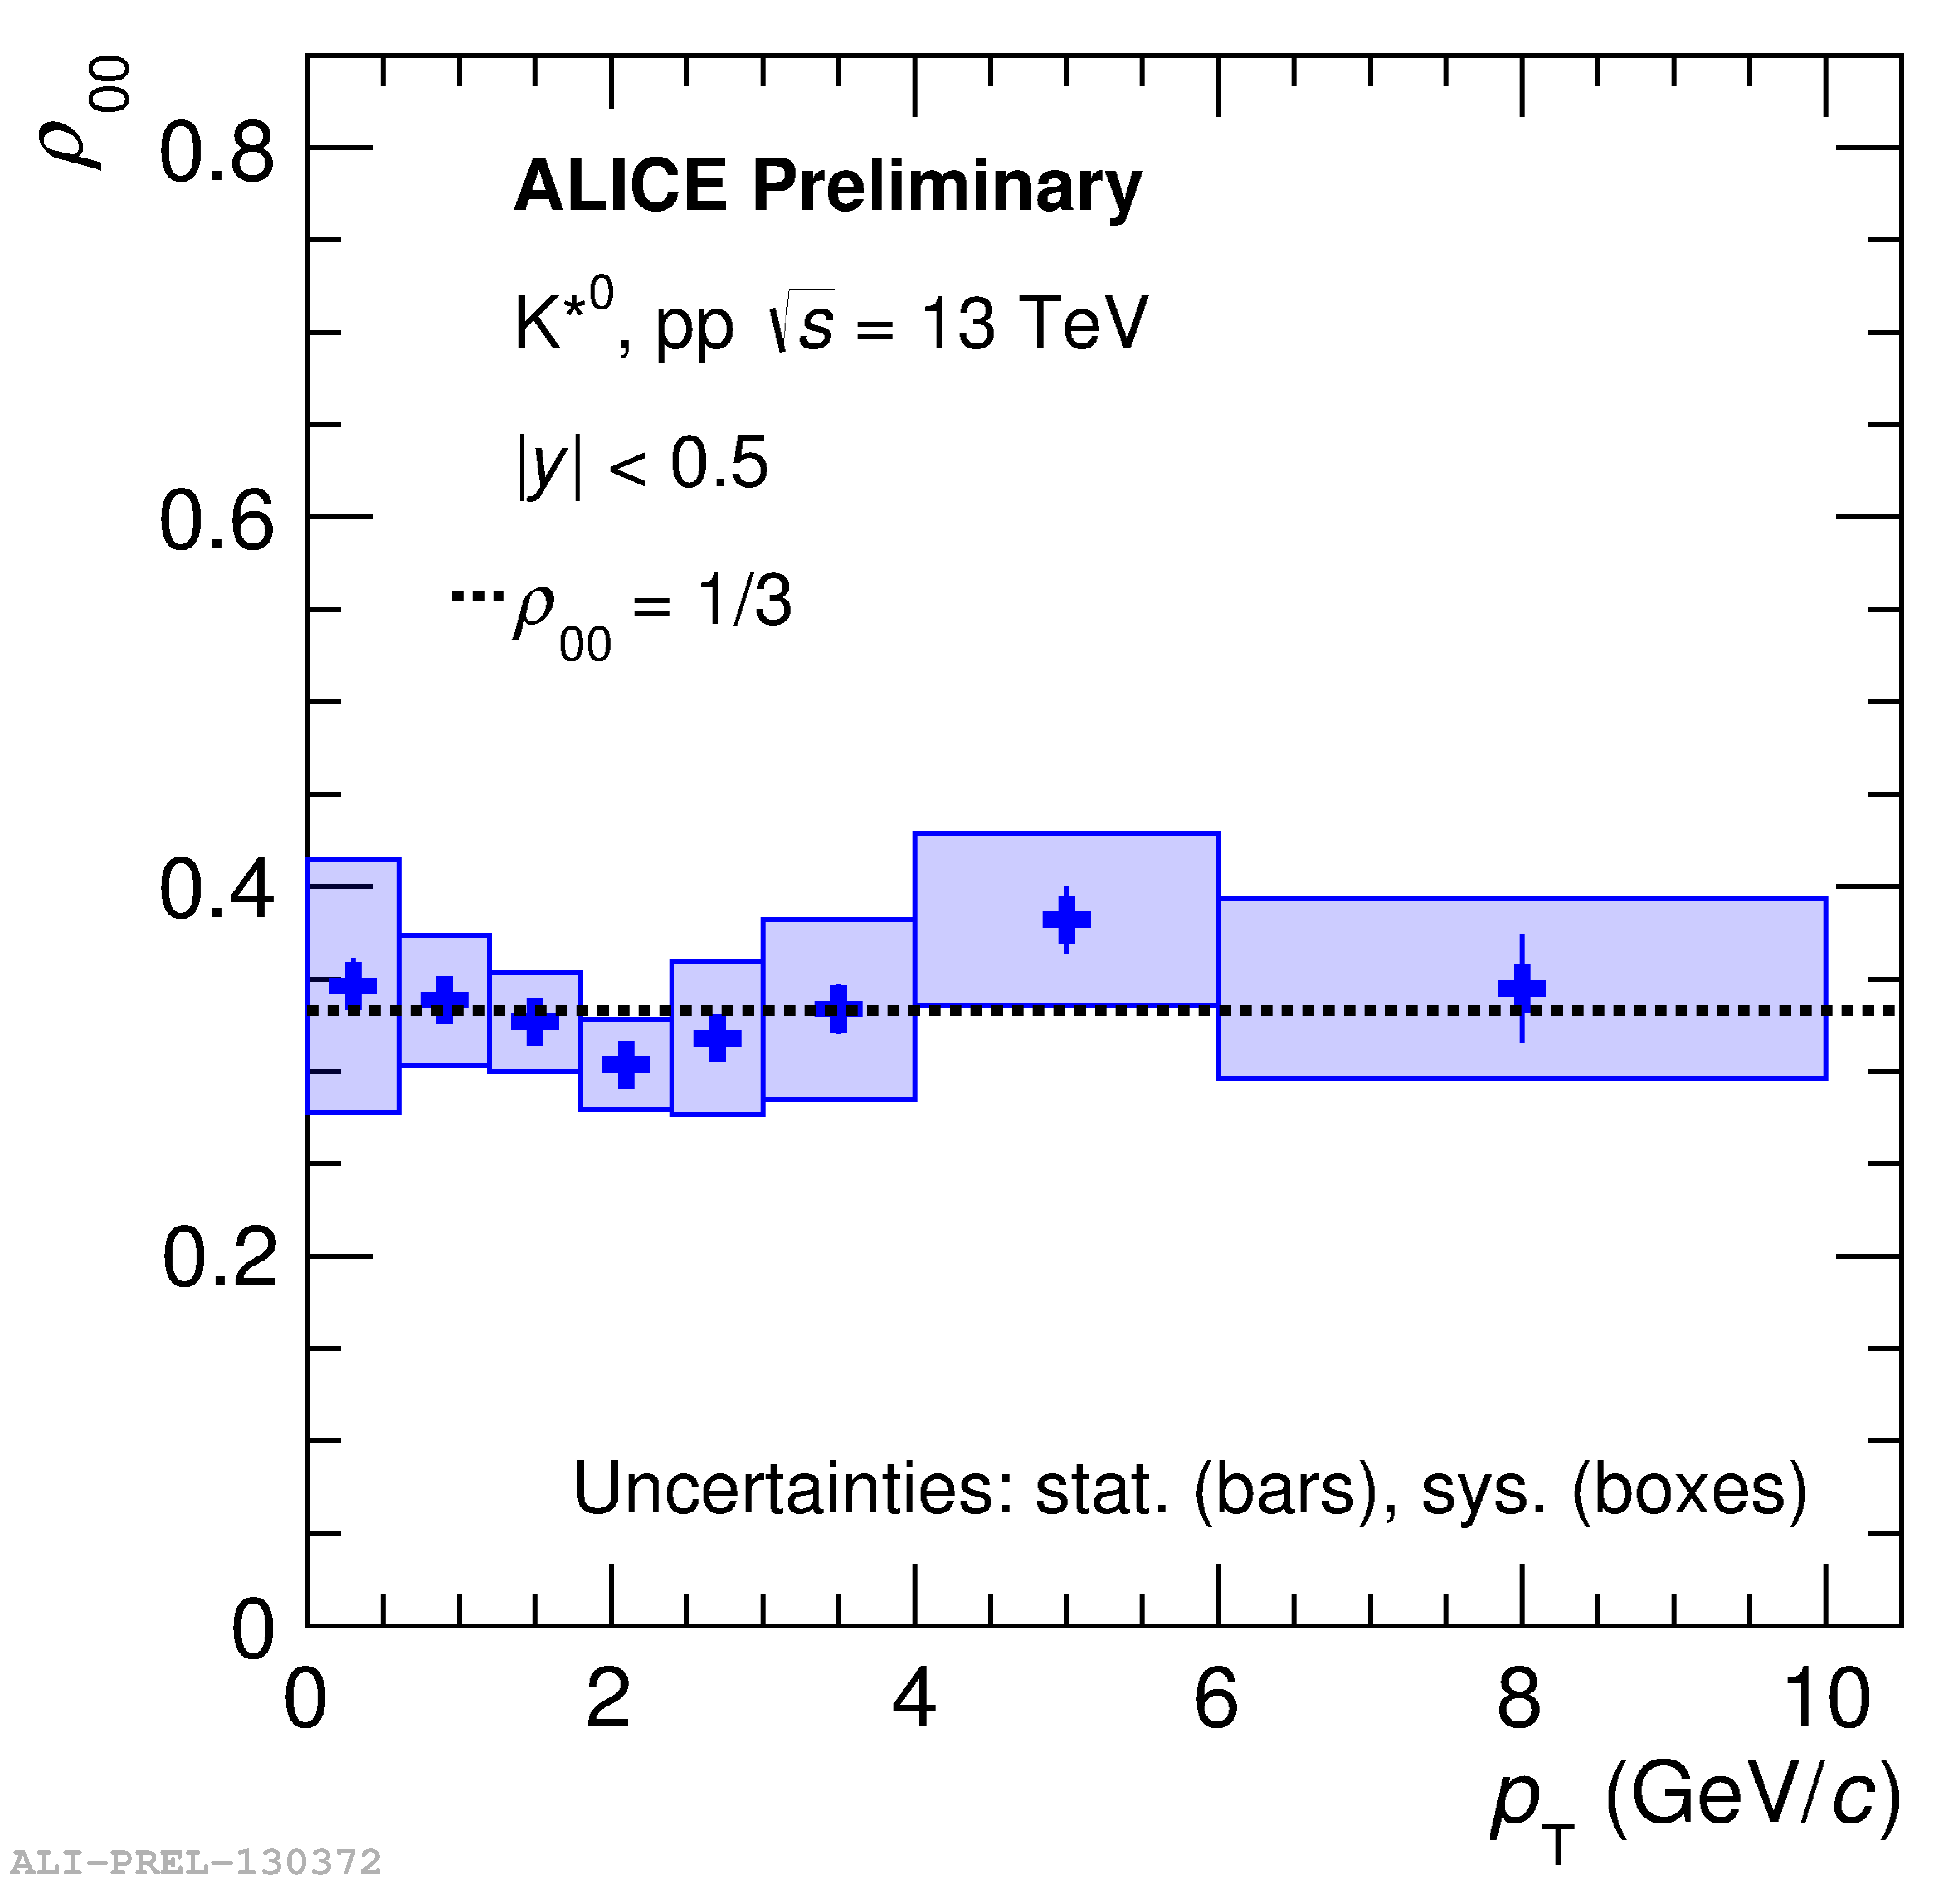 ρ00
0.8
ALICE Preliminary
K*0, pp √s = 13 TeV
|y| < 0.5
0.6
ρ00 = 1/3
0.4
0.2
Uncertainties: stat. (bars), sys. (boxes)
0
0 2 4 6 8 10
pT (GeV/c)
ALI-PREL-130372